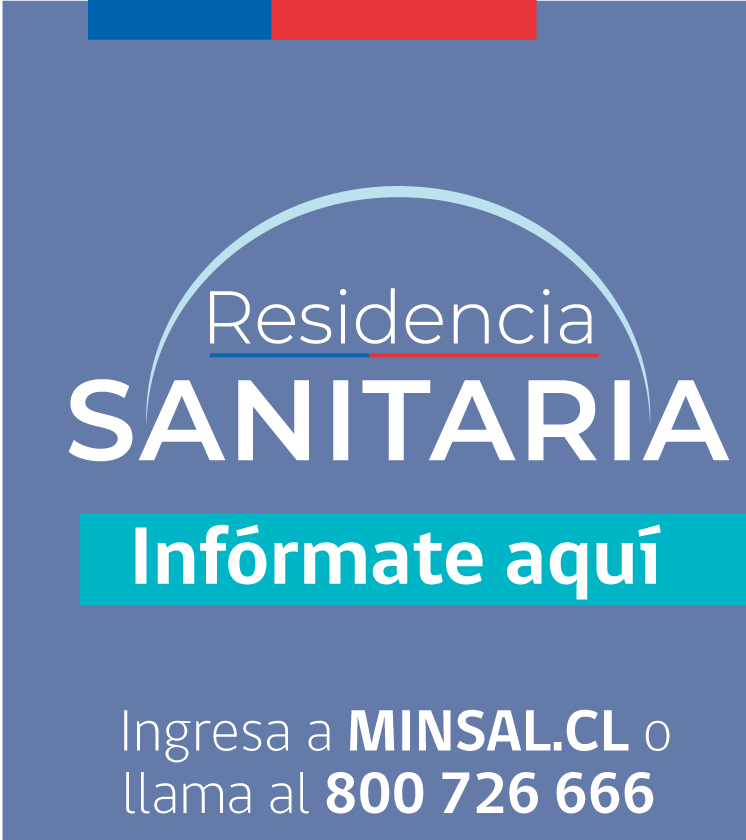 Residencia
SANITARIA
Infórmate aquí
Ingresa a MINSAL.CL o
llama al 800 726 666